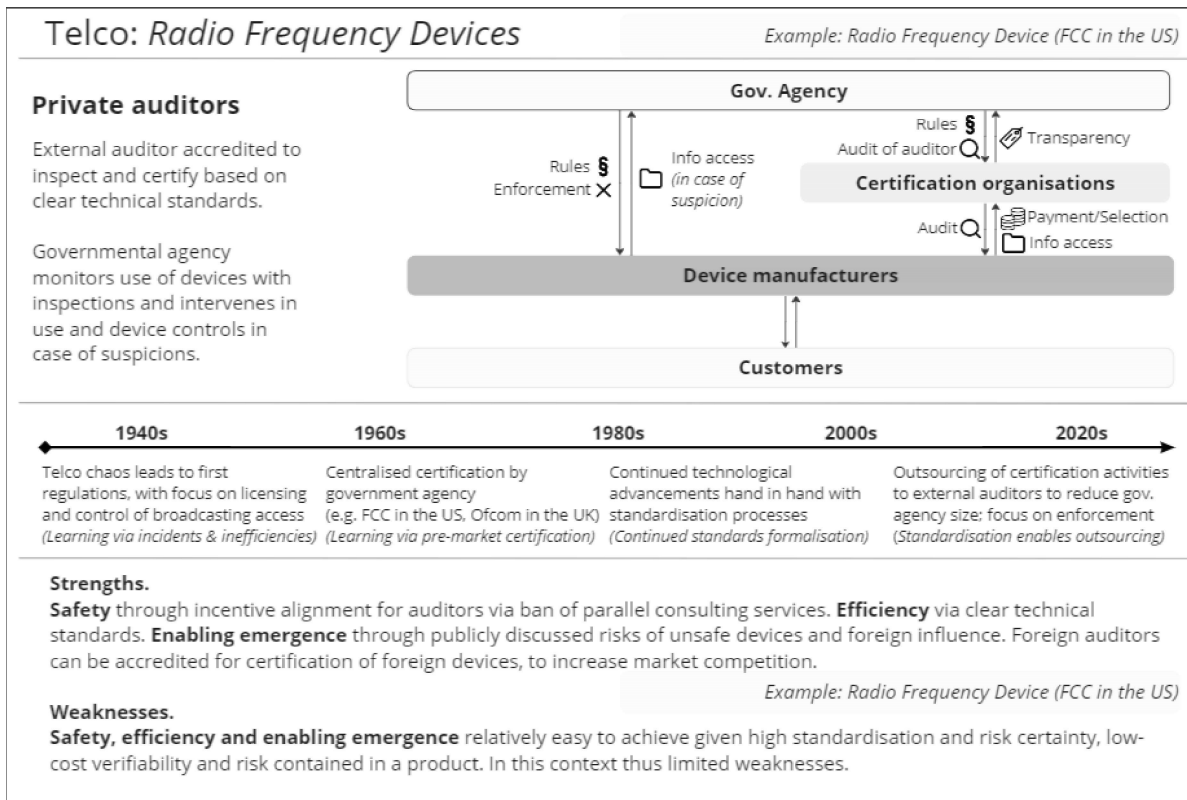 Telco: Radio Frequency Devices
Example: Radio Frequency Device (FCC in the US)
Private auditors
External auditor accredited to
inspect and certify based on
clear technical standards.
Governmental agency
monitors use of devices with
inspections and intervenes in
use and device controls in
case of suspicions.
Gov. Agency
Rules §
Enforcement
Info access
(in case of
suspicion)
Rules §
Audit of auditor
Transparency
Certification organisations
Audit
Payment/Selection
Info access
Device manufacturers
Customers
1940s
1960s
1980s
2000s
2020s
Telco chaos leads to first
regulations, with focus on licensing
and control of broadcasting access
(Learning via incidents & inefficiencies)
Centralised certification by
government agency
(e.g. FCC in the US, Ofcom in the UK)
(Learning via pre-market certification)
Continued technological
advancements hand in hand with
standardisation processes
(Continued standards formalisation)
Outsourcing of certification activities
to external auditors to reduce gov.
agency size; focus on enforcement
(Standardisation enables outsourcing)
Strengths.
Safety through incentive alignment for auditors via ban of parallel consulting services. Efficiency via clear technical
standards. Enabling emergence through publicly discussed risks of unsafe devices and foreign influence. Foreign auditors
can be accredited for certification of foreign devices, to increase market competition.
Example: Radio Frequency Device (FCC in the US)
Weaknesses.
Safety, efficiency and enabling emergence relatively easy to achieve given high standardisation and risk certainty, low-
cost verifiability and risk contained in a product. In this context thus limited weaknesses.